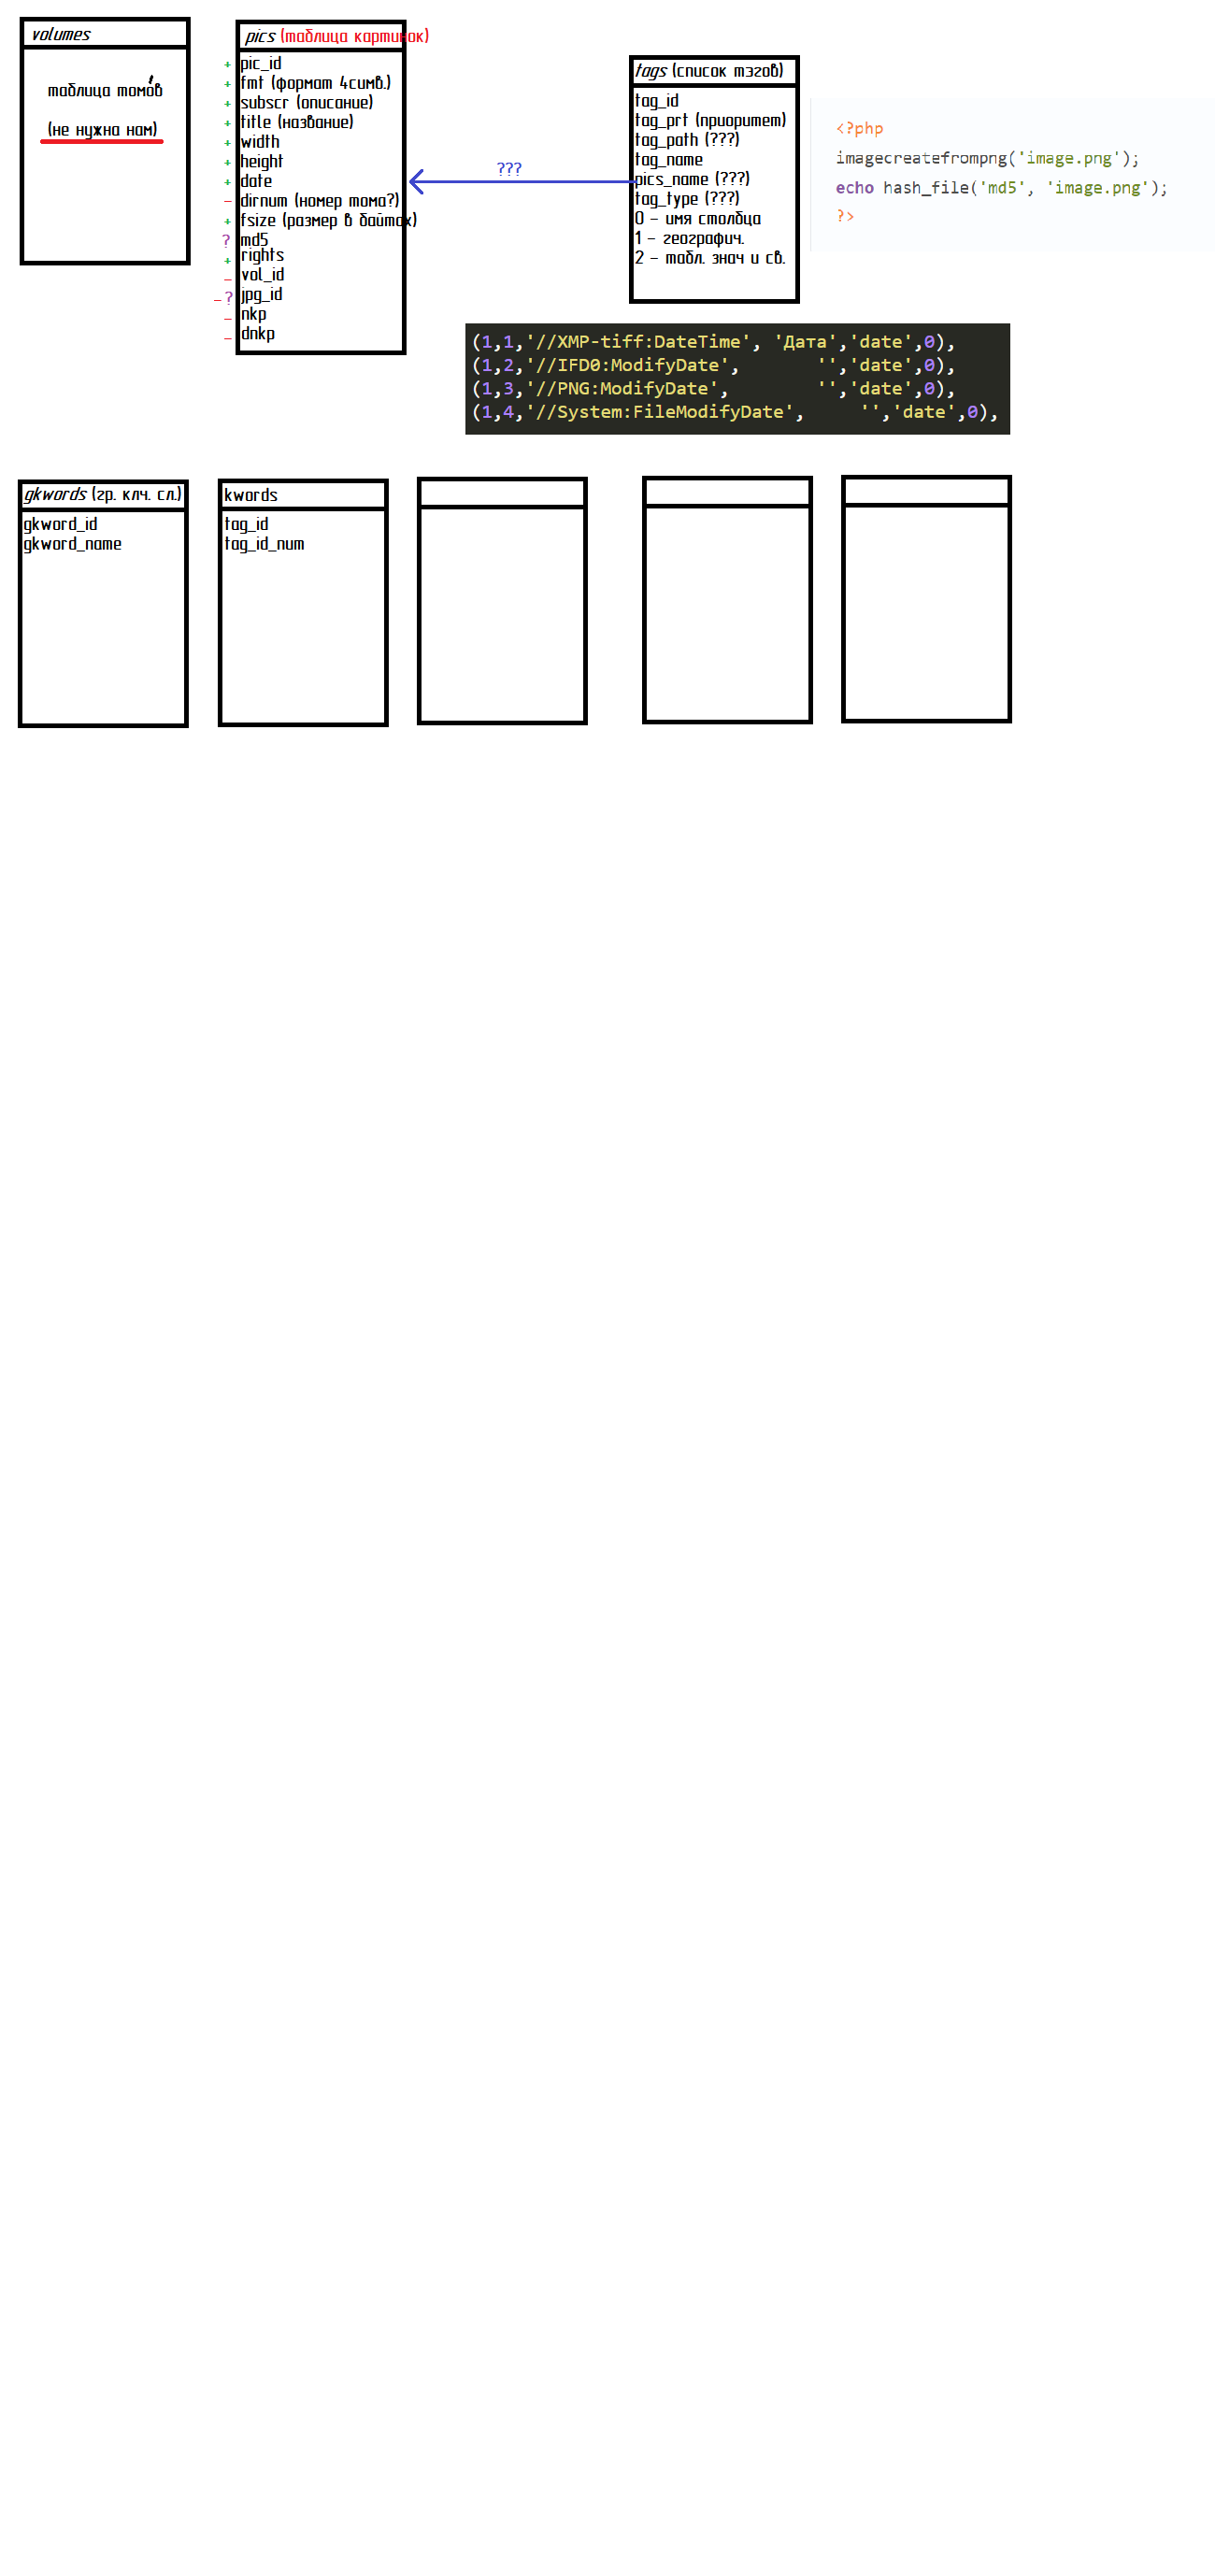 volumes
таблица томо́в
(не нужна нам)
pics (таблица картинок)
+ pic_id
+ fmt (формат 4симв.)
+ subscr (описание)
+ title (название)
+ width
+ height
+ date
– dirnum (номер тома?)
+ fsize (размер в байтах)
? md5
+ rights
– vol_id
–? jpg_id
– nkp
– dnkp
???
tags (список тэгов)
tag_id
tag_prt (приоритет)
tag_path (???)
tag_name
pics_name (???)
tag_type (???)
0 – имя столбца
1 – географич.
2 – табл. знач и св.
<?php
imagecreatefrompng('image.png');
echo hash_file('md5', 'image.png');
?>
(1,1,'//XMP-tiff:DateTime', 'Дата','date',0),
(1,2,'//IFD0:ModifyDate', '','date',0),
(1,3,'//PNG:ModifyDate', '','date',0),
(1,4,'//System:FileModifyDate', '','date',0),
gkwords (гр. клч. сл.)
gkword_id
gkword_name
kwords
tag_id
tag_id_num